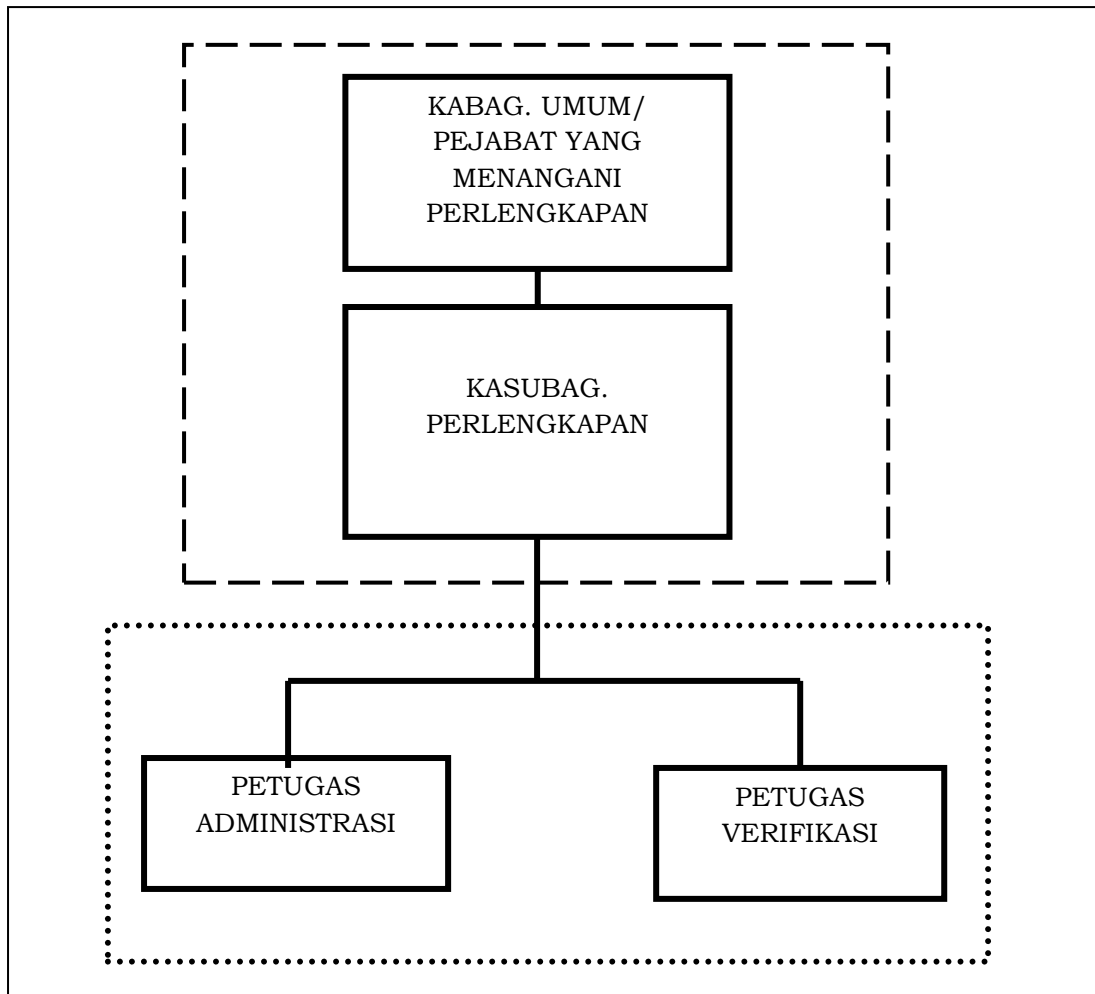 KABAG. UMUM/
PEJABAT YANG
MENANGANI
PERLENGKAPAN
KASUBAG.
PERLENGKAPAN
PETUGAS
ADMINISTRASI
PETUGAS
VERIFIKASI